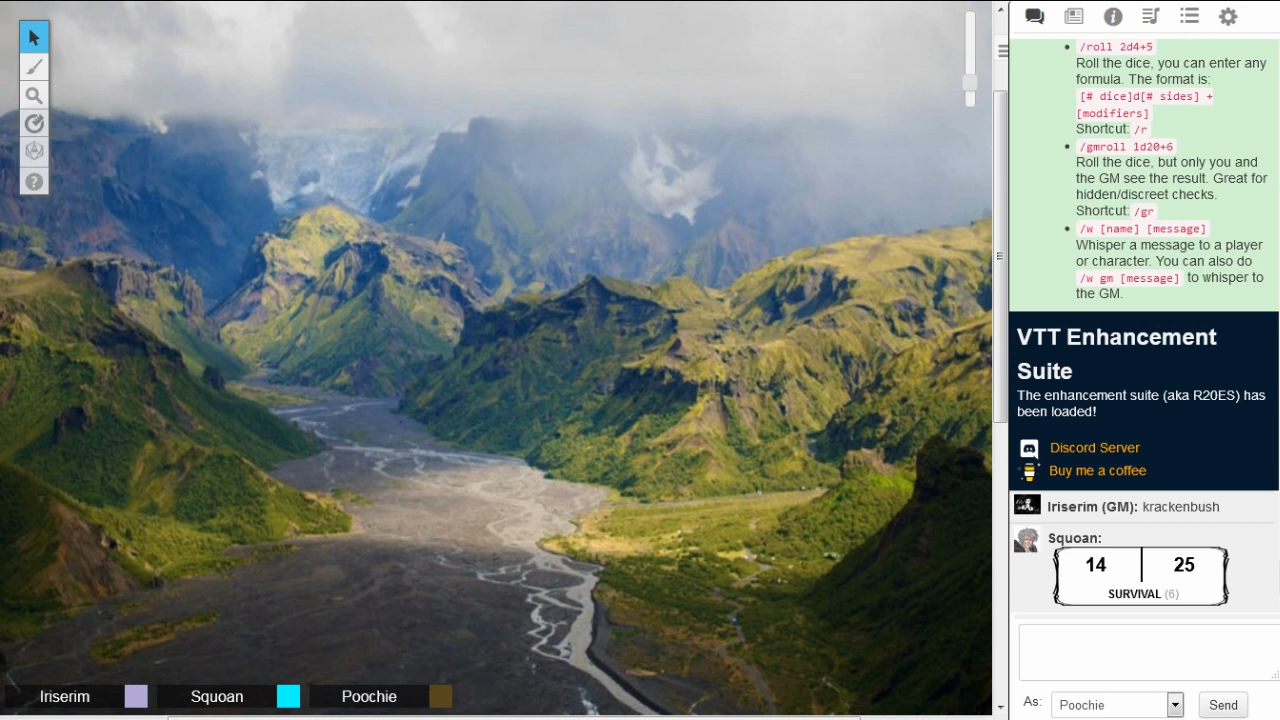 /roll 2d4+5
Roll the dice, you can enter any
formula. The format is:
[# dice]d[# sides] +
[modifiers]
Shortcut: /r
/gmroll 1d20+6
Roll the dice, but only you and
the GM see the result. Great for
hidden/discreet checks.
Shortcut: /gr
/w [name] [message]
Whisper a message to a player
or character. You can also do
/w gm [message] to whisper to
the GM.
VTT Enhancement
Suite
The enhancement suite (aka R20ES) has
been loaded!
Discord Server
Buy me a coffee
Iriserim (GM): krackenbush
Squoan:
14 25
SURVIVAL (6)
As: Poochie Send
Iriserim Squoan Poochie